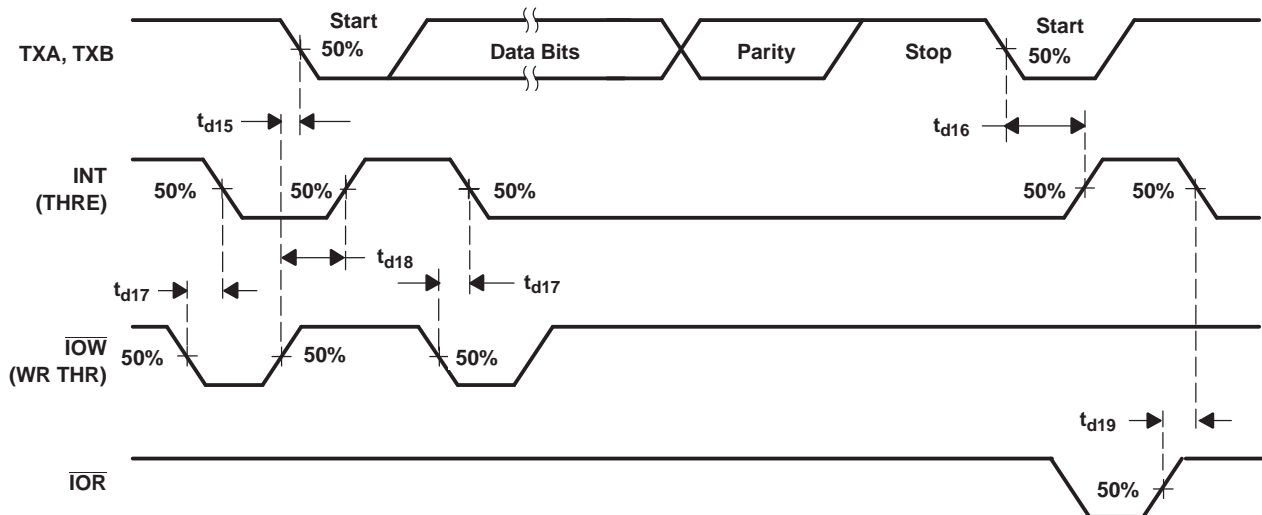 Start
Start
TXA, TXB
50%
Data Bits
Parity
Stop
50%
td15
td16
INT
(THRE)
50%
50%
50%
50%
50%
td17
td18
td17
IOW
(WR THR)
50%
50%
50%
td19
IOR
50%